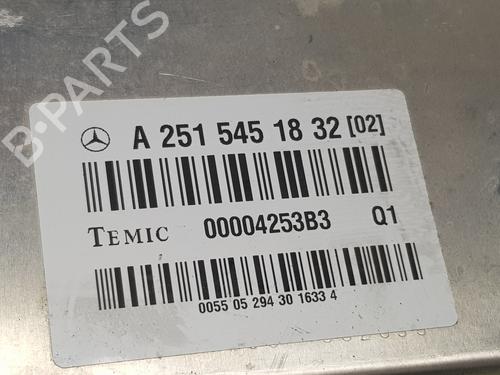 B-PARTS
A 251 545 18 32 [02]
TEMIC 00004253B3 Q1
0055 05 294 30 1633 4